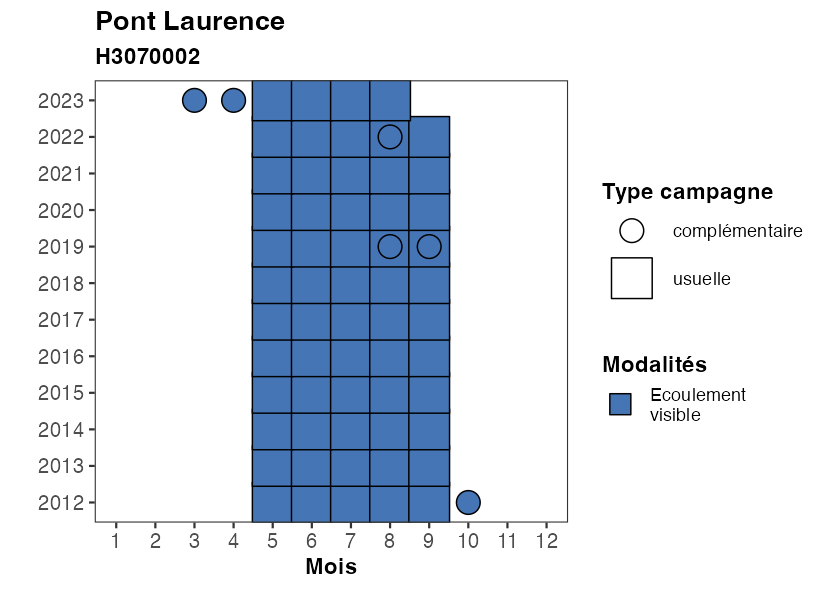 Pont Laurence
H3070002
2023
2022
2021
2020
2019
2018
2017
2016
2015
2014
2013
2012
1 2 3 4 5 6 7 8 9 10 11 12
Mois
Type campagne
complémentaire
usuelle
Modalités
Ecoulement
visible